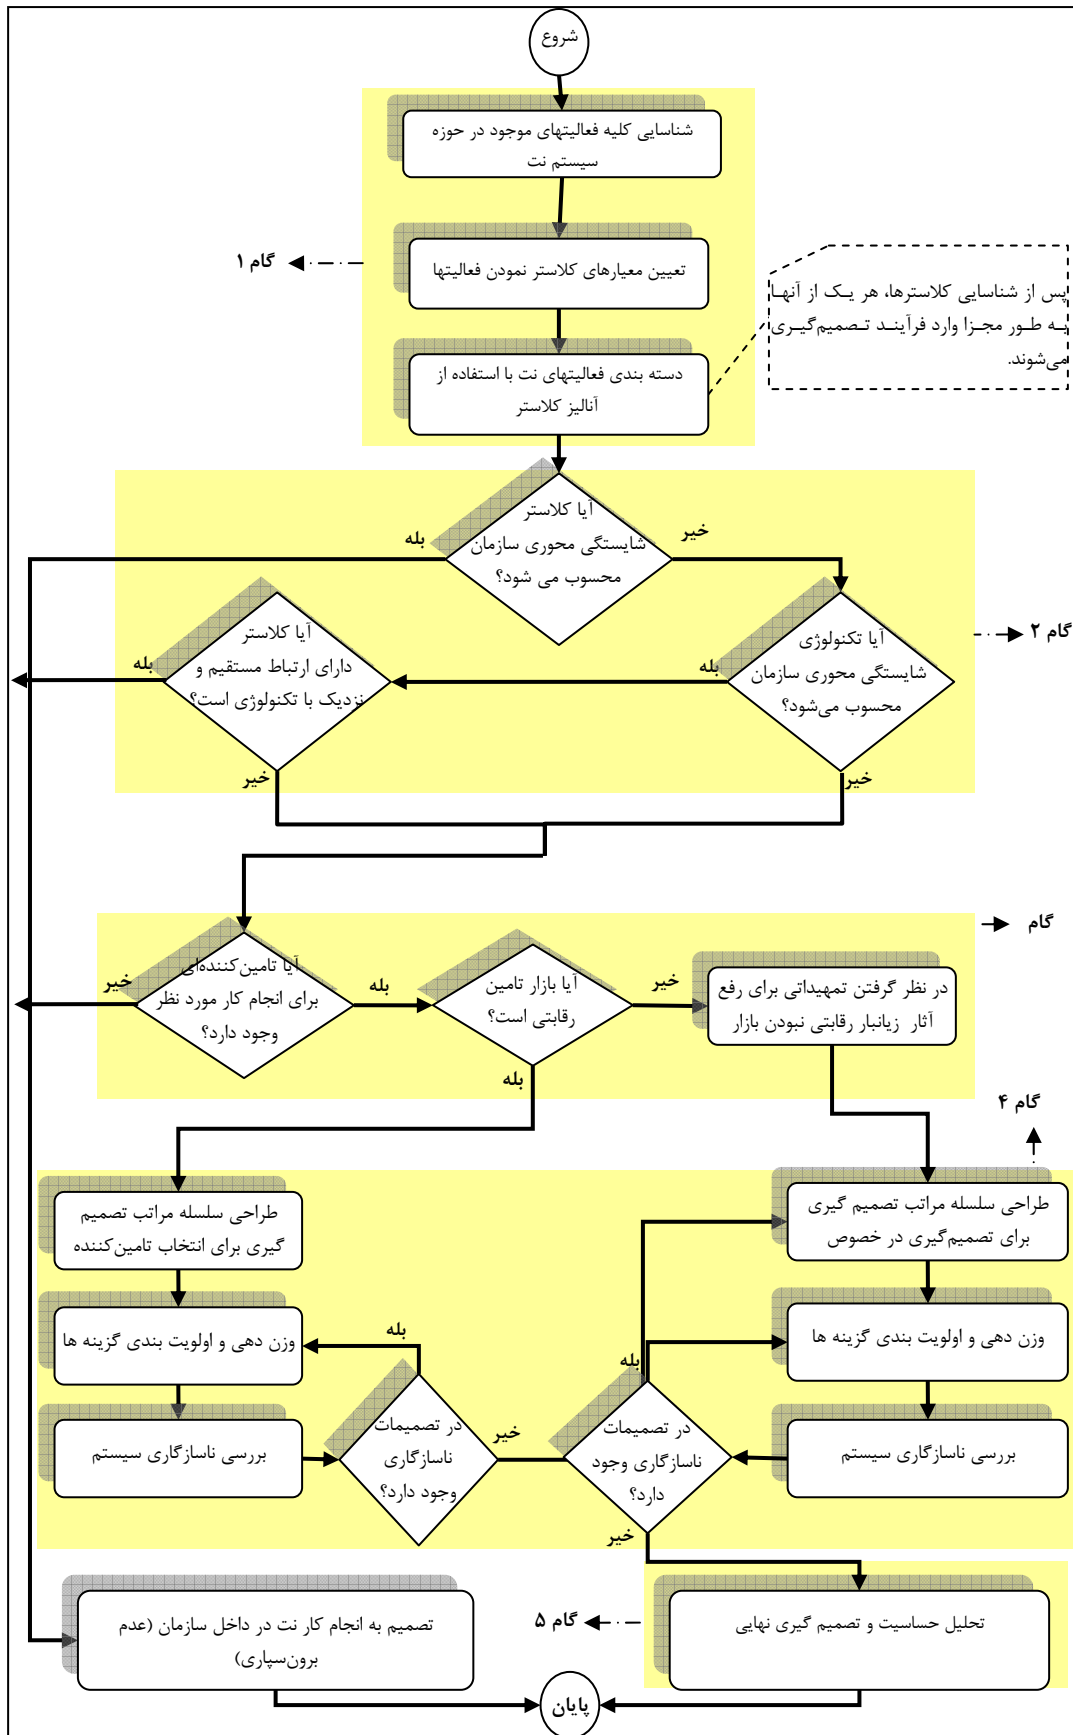 شروع
شناسایی کلیه فعالیتهای موجود در حوزه
سیستم نت
تعیین معیارهای کلاستر نمودن فعالیتها
گام ۱
پس از شناسایی کلاسترها، هر یک از آنها
به طور مجزا وارد فرآیند تصمیم‌گیری
می‌شوند.
دسته بندی فعالیتهای نت با استفاده از
آنالیز کلاستر
آیا کلاستر
شایستگی محوری سازمان
محسوب می شود؟
خیر
بله
آیا تکنولوژی
شایستگی محوری سازمان
محسوب می‌شود؟
گام ۲
بله
خیر
آیا کلاستر
دارای ارتباط مستقیم و
نزدیک با تکنولوژی است؟
بله
خیر
گام
آیا تامین‌کننده‌ای
برای انجام کار مورد نظر
وجود دارد؟
خیر
بله
آیا بازار تامین
رقابتی است؟
خیر
بله
در نظر گرفتن تمهیداتی برای رفع
آثار زیانبار رقابتی نبودن بازار
گام ۴
طراحی سلسله مراتب تصمیم گیری
برای تصمیم‌گیری در خصوص
طراحی سلسله مراتب تصمیم
گیری برای انتخاب تامین‌کننده
وزن دهی و اولویت بندی گزینه ها
وزن دهی و اولویت بندی گزینه ها
بله
بله
بررسی ناسازگاری سیستم
در تصمیمات
ناسازگاری وجود
دارد؟
خیر
در تصمیمات
ناسازگاری
وجود دارد؟
بررسی ناسازگاری سیستم
خیر
تحلیل حساسیت و تصمیم گیری نهایی
گام ۵
تصمیم به انجام کار نت در داخل سازمان (عدم
برون‌سپاری)
پایان